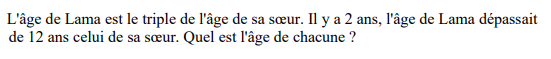 L'âge de Lama est le triple de l'âge de sa sœur. Il y a 2 ans, l'âge de Lama dépassait
de 12 ans celui de sa sœur. Quel est l'âge de chacune ?